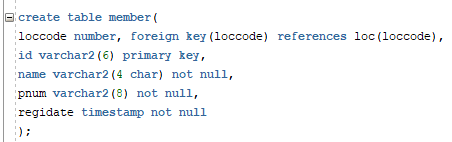 create table member(
loccode number, foreign key(loccode) references loc(loccode),
id varchar2(6) primary key,
name varchar2(4 char) not null,
pnum varchar2(8) not null,
regidate timestamp not null
);